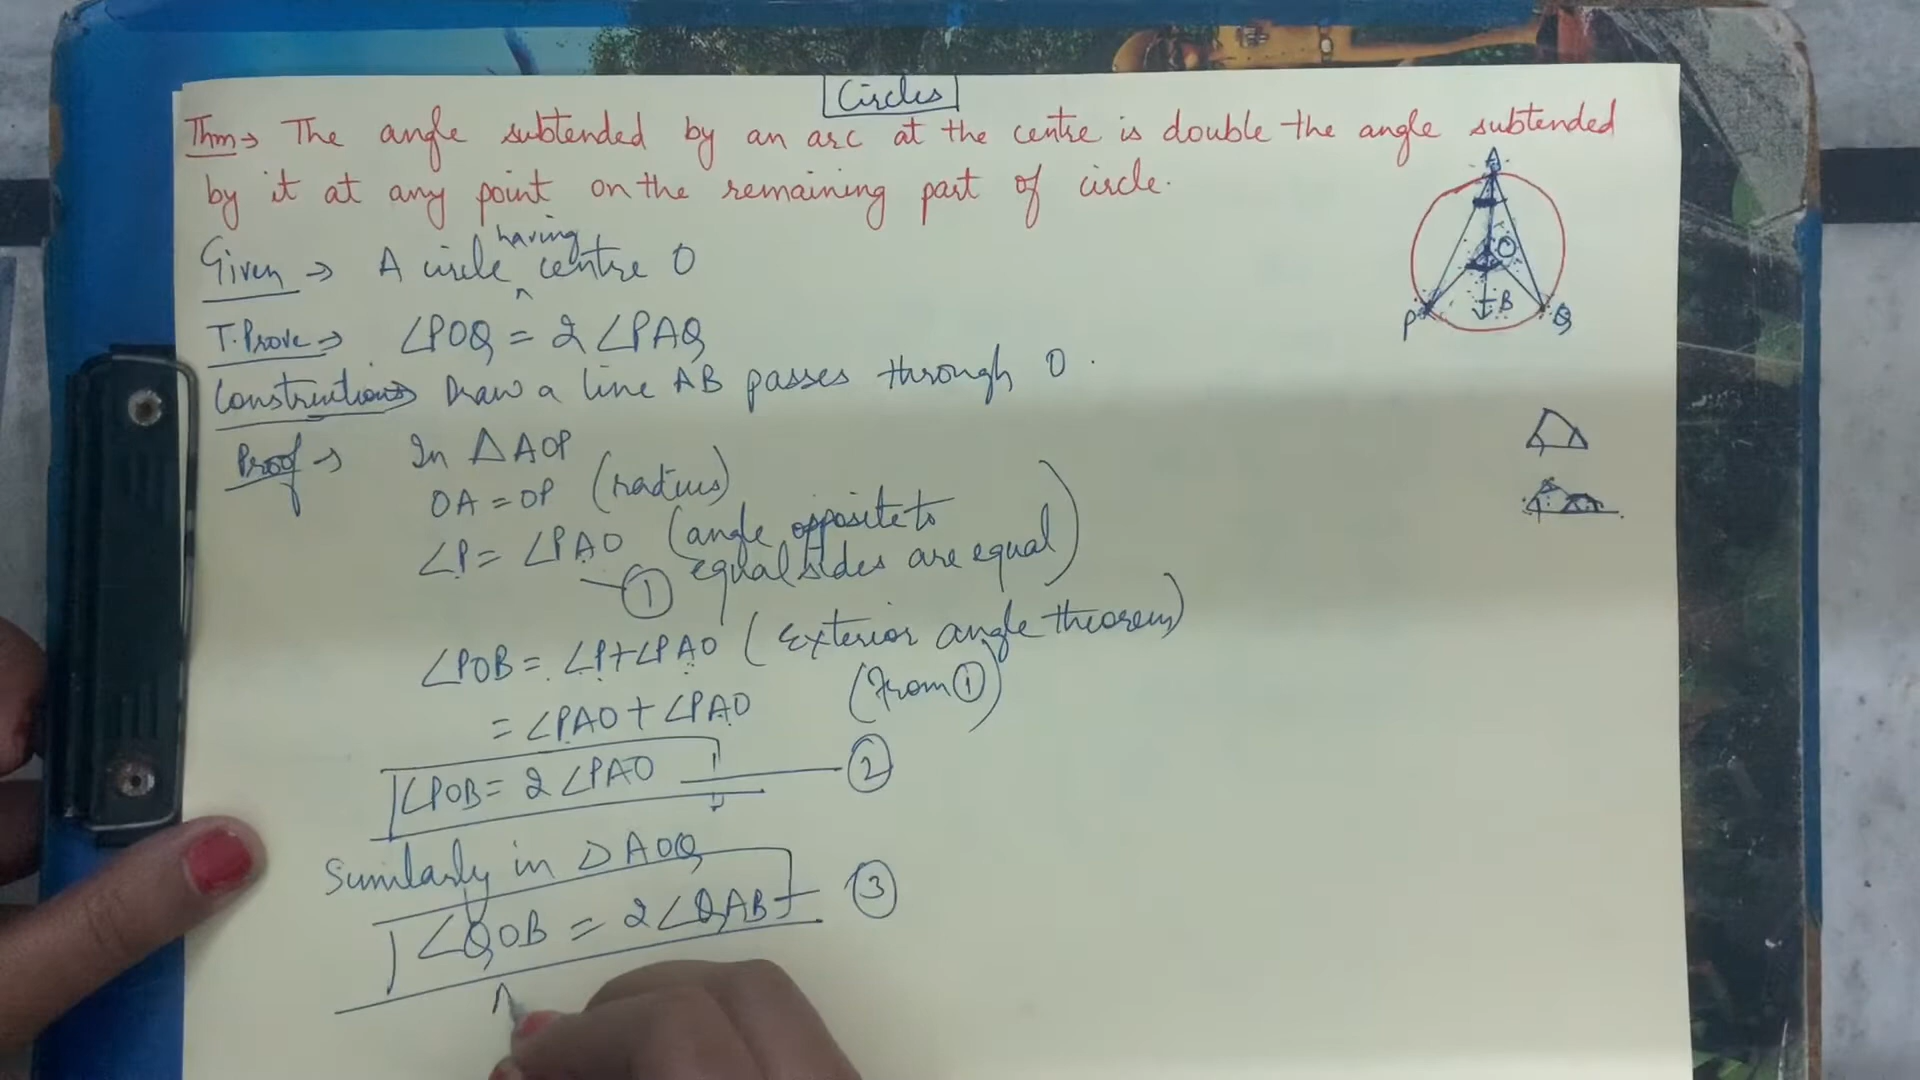 Circles
Thm → The angle subtended by an arc at the centre is double the angle subtended
by it at any point on the remaining part of circle.
Given → A circle having centre O
T.Prove → ∠POQ = 2 ∠PAQ
Construction → Draw a line AB passes through O.
Proof → In △AOP
OA = OP (radius)
∠P = ∠PAO (angle opposite to
equal sides are equal)
①
∠POB = ∠P + ∠PAO (Exterior angle theorem)
= ∠PAO + ∠PAO (From ①)
∠POB = 2 ∠PAO ②
Similarly in △AOQ
∠QOB = 2 ∠QAB ③
A
O
B
P
Q